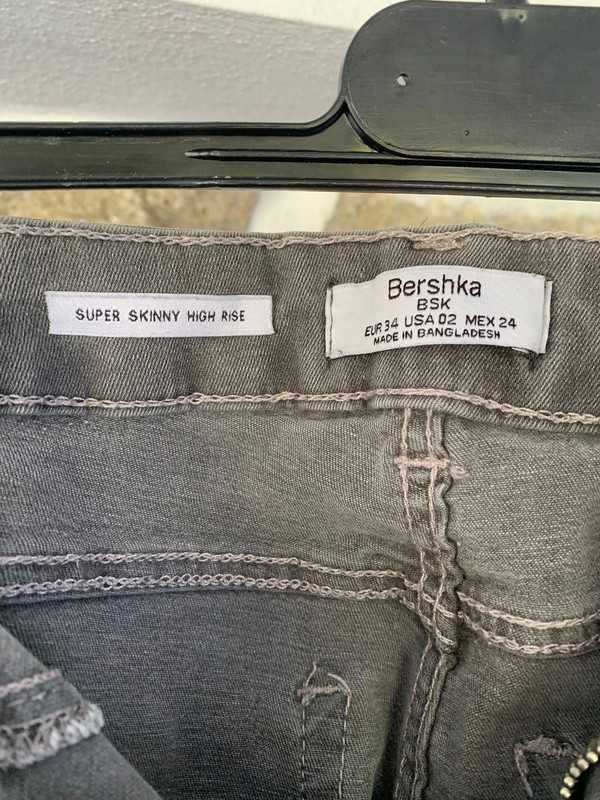 SUPER SKINNY HIGH RISE
Bershka
BSK
EUR 34 USA 02 MEX 24
MADE IN BANGLADESH